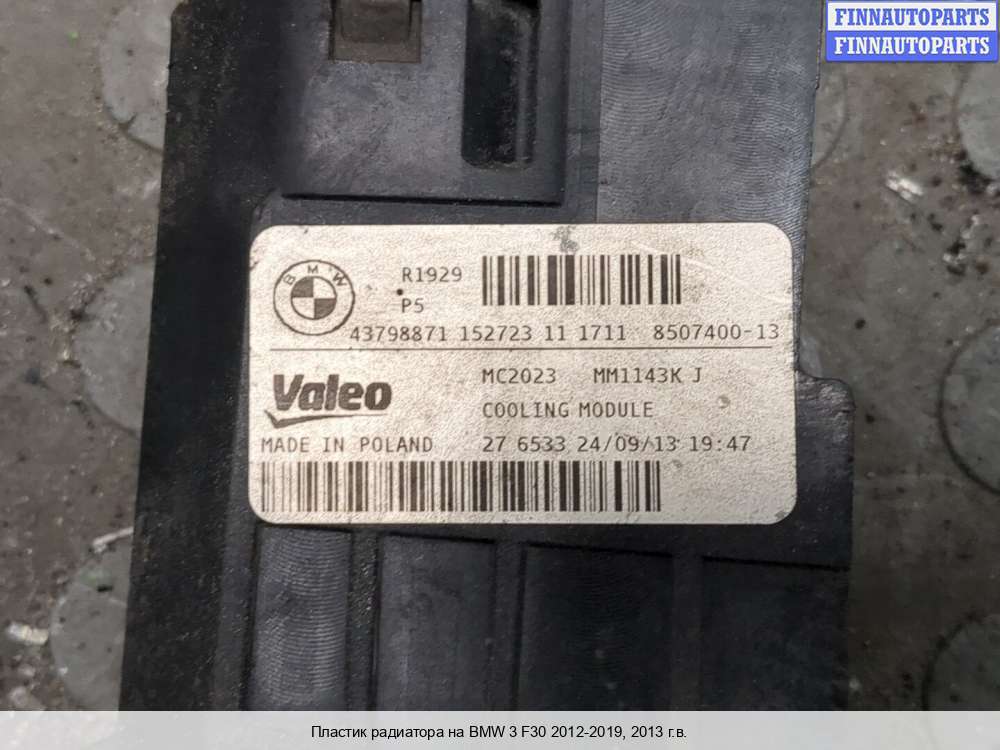 FINNAUTOPARTS
FINNAUTOPARTS
BMW
R1929
P5
43798871 152723 11 1711 8507400-13
Valeo
MC2023 MM1143K J
COOLING MODULE
MADE IN POLAND 27 6533 24/09/13 19:47
Пластик радиатора на BMW 3 F30 2012-2019, 2013 г.в.